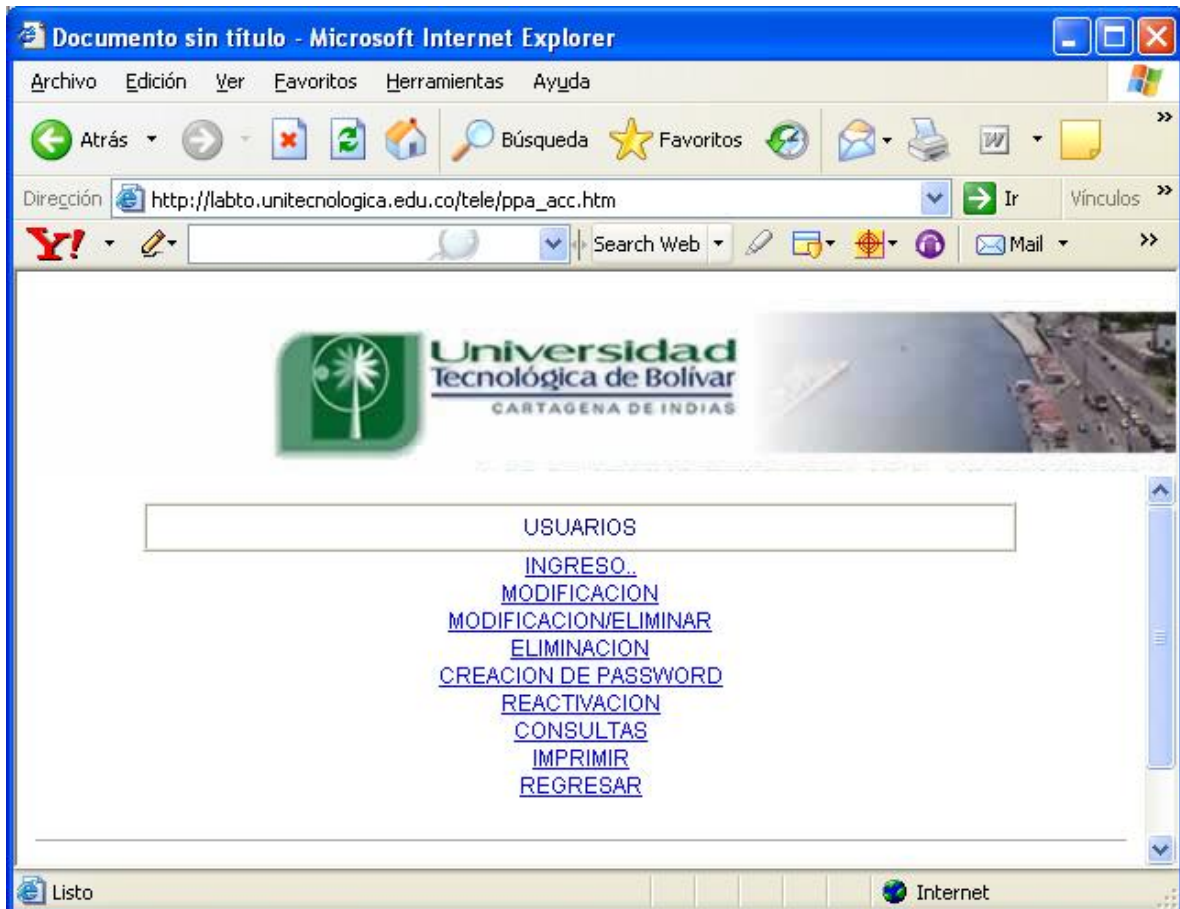 Documento sin título - Microsoft Internet Explorer
Archivo Edición Ver Favoritos Herramientas Ayuda
Atrás Búsqueda Favoritos W »
Dirección http://labto.unitecnologica.edu.co/tele/ppa_acc.htm Ir Vínculos »
Y! Search Web Mail »
Universidad
Tecnológica de Bolívar
CARTAGENA DE INDIAS
USUARIOS
INGRESO..
MODIFICACION
MODIFICACION/ELIMINAR
ELIMINACION
CREACION DE PASSWORD
REACTIVACION
CONSULTAS
IMPRIMIR
REGRESAR
Listo Internet